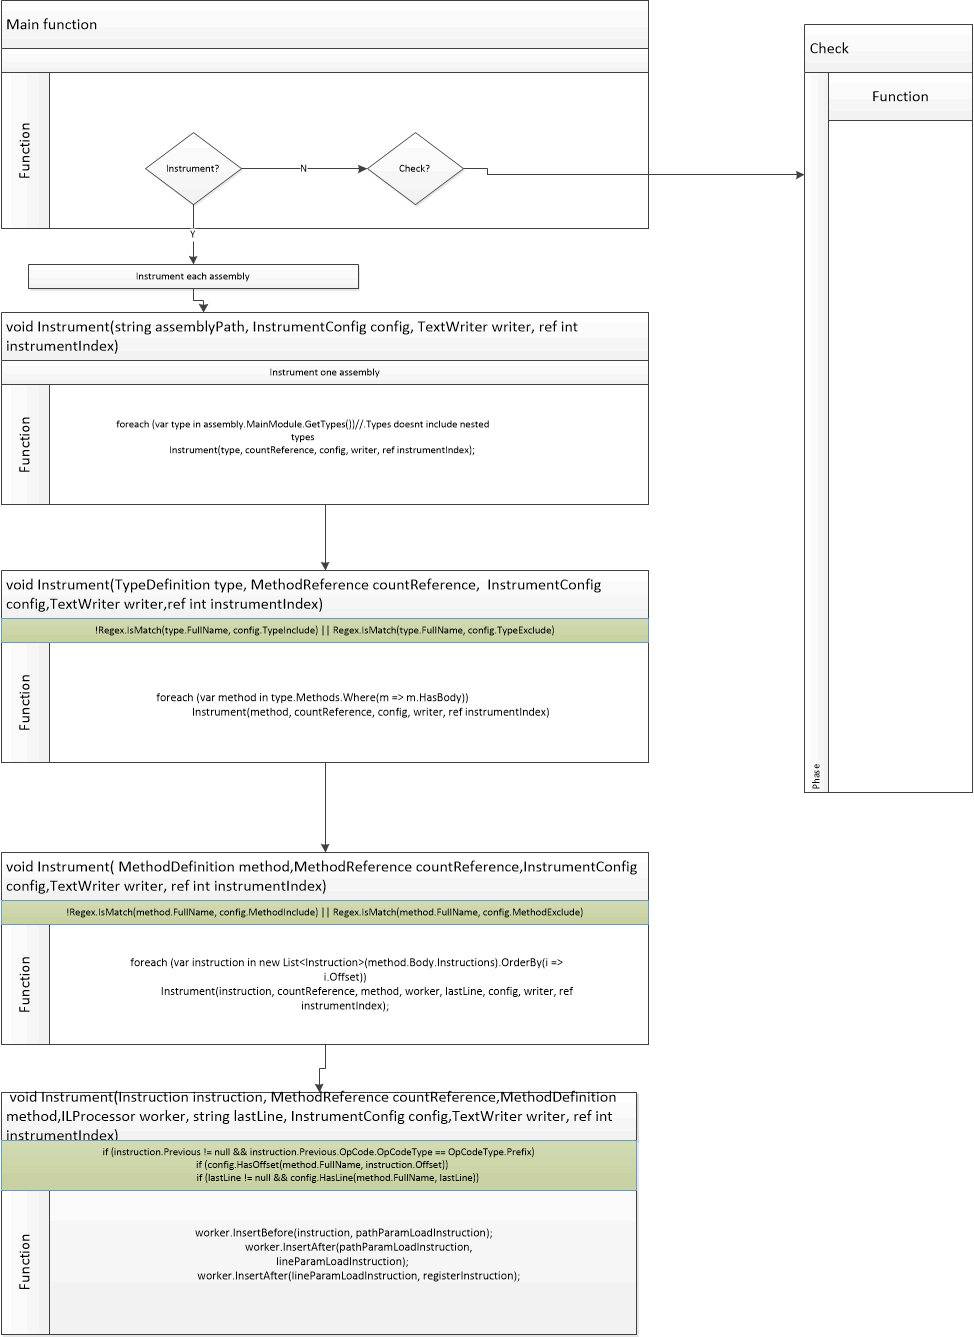 Main function
Function
Instrument?
N
Check?
Y
Check
Function
Phase
Instrument each assembly
void Instrument(string assemblyPath, InstrumentConfig config, TextWriter writer, ref int
instrumentIndex)
Instrument one assembly
Function
foreach (var type in assembly.MainModule.GetTypes())//.Types doesnt include nested
types
Instrument(type, countReference, config, writer, ref instrumentIndex);
void Instrument(TypeDefinition type, MethodReference countReference,  InstrumentConfig
config,TextWriter writer,ref int instrumentIndex)
!Regex.IsMatch(type.FullName, config.TypeInclude) || Regex.IsMatch(type.FullName, config.TypeExclude)
Function
foreach (var method in type.Methods.Where(m => m.HasBody))
Instrument(method, countReference, config, writer, ref instrumentIndex)
void Instrument( MethodDefinition method,MethodReference countReference,InstrumentConfig
config,TextWriter writer, ref int instrumentIndex)
!Regex.IsMatch(method.FullName, config.MethodInclude) || Regex.IsMatch(method.FullName, config.MethodExclude)
Function
foreach (var instruction in new List<Instruction>(method.Body.Instructions).OrderBy(i =>
i.Offset))
Instrument(instruction, countReference, method, worker, lastLine, config, writer, ref
instrumentIndex);
void Instrument(Instruction instruction, MethodReference countReference,MethodDefinition
method,ILProcessor worker, string lastLine, InstrumentConfig config,TextWriter writer, ref int
instrumentIndex)
if (instruction.Previous != null && instruction.Previous.OpCode.OpCodeType == OpCodeType.Prefix)
if (config.HasOffset(method.FullName, instruction.Offset))
if (lastLine != null && config.HasLine(method.FullName, lastLine))
Function
worker.InsertBefore(instruction, pathParamLoadInstruction);
worker.InsertAfter(pathParamLoadInstruction,
lineParamLoadInstruction);
worker.InsertAfter(lineParamLoadInstruction, registerInstruction);